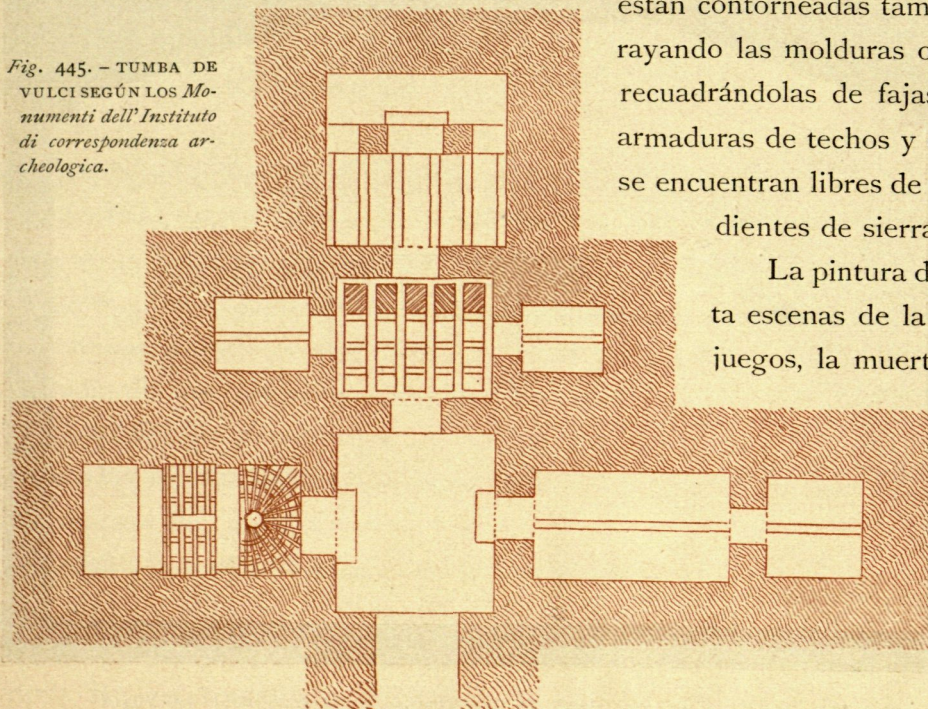 Fig. 445. – TUMBA DE
VULCI SEGÚN LOS Mo-
numenti dell' Instituto
di correspondenza ar-
cheologica.
están contorneadas tam
rayando las molduras
recuadrándolas de fajas
armaduras de techos y
se encuentran libres de
dientes de sierra
La pintura d
ta escenas de la
juegos, la muert